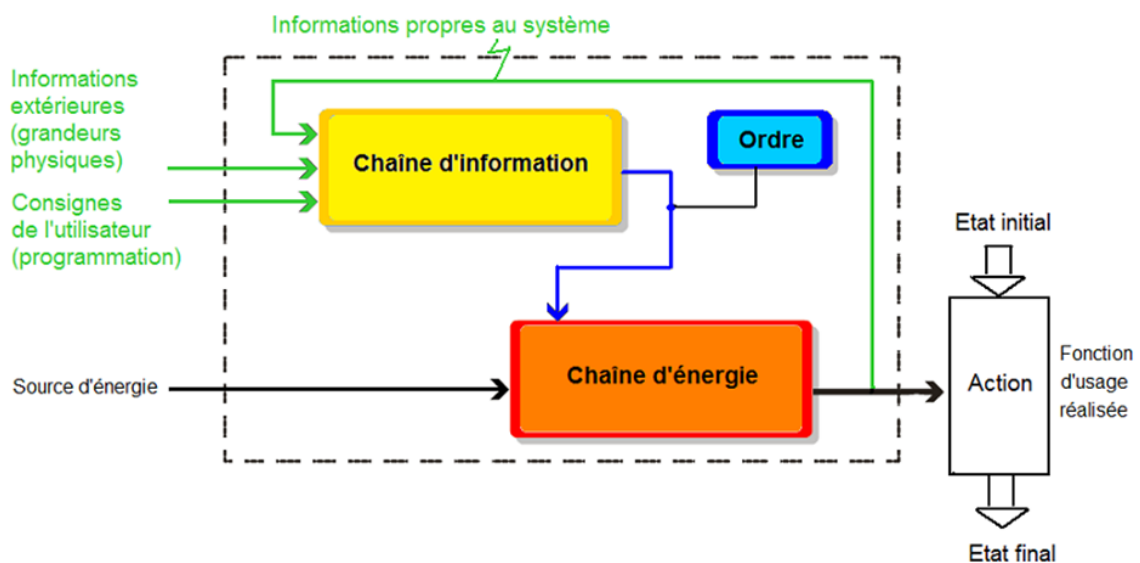 Informations propres au système
Informations
extérieures
(grandeurs
physiques)
Consignes
de l'utilisateur
(programmation)
Chaîne d'information
Ordre
Etat initial
Source d'énergie
Chaîne d'énergie
Action
Fonction
d'usage
réalisée
Etat final